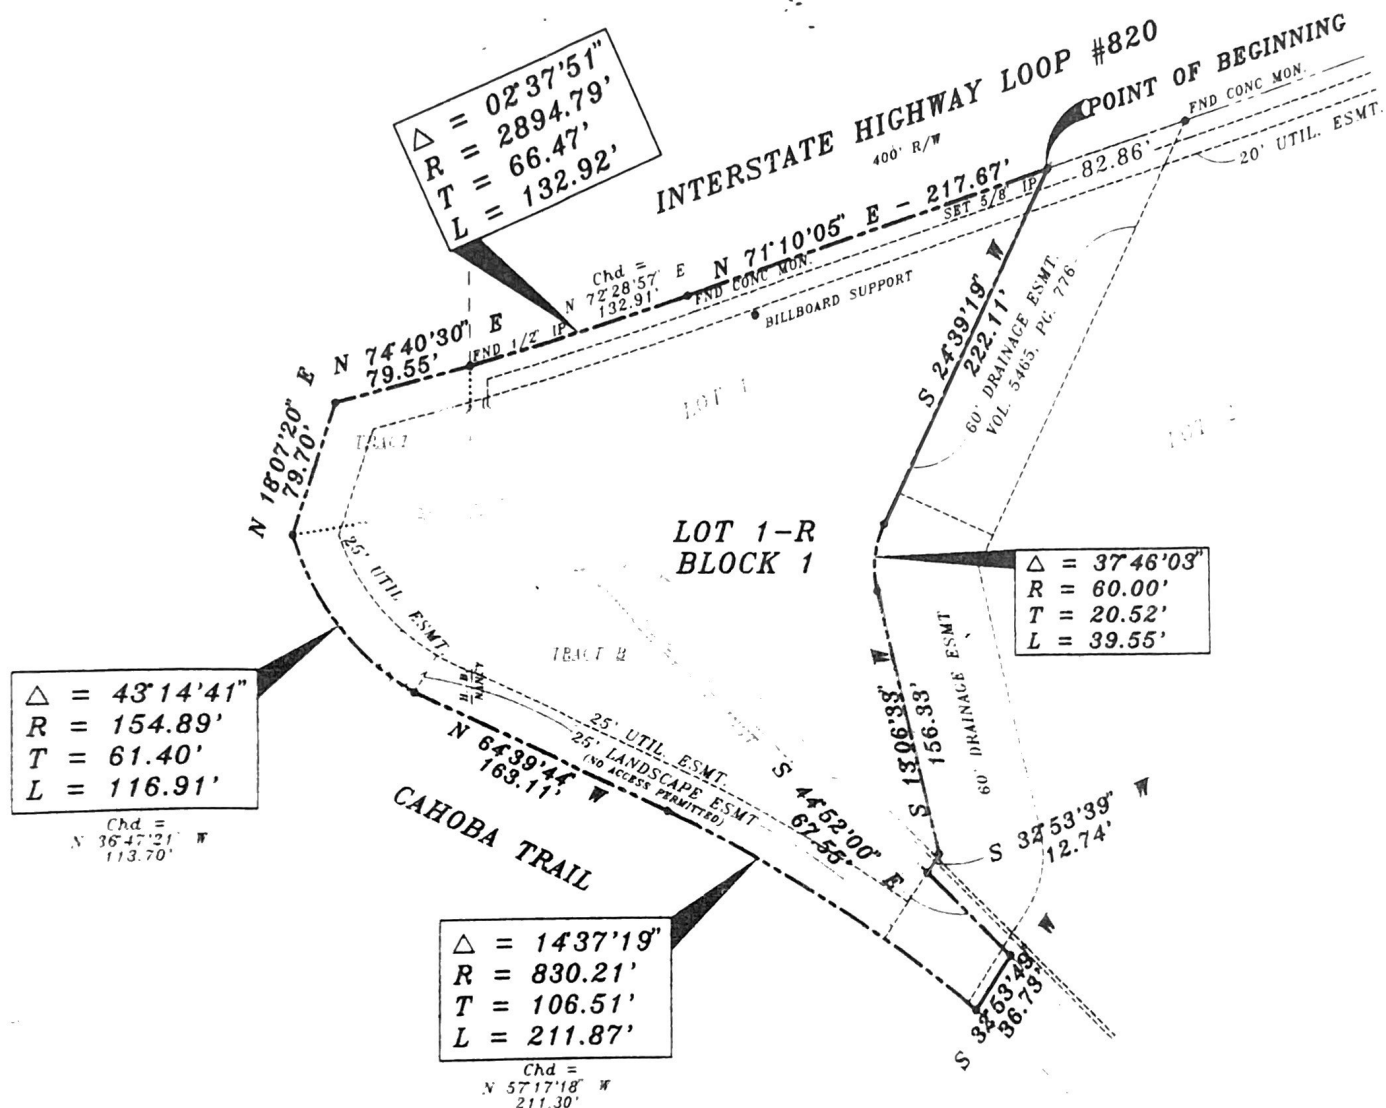 △ = 02°37'51"
R = 2894.79'
T = 66.47'
L = 132.92'
INTERSTATE HIGHWAY LOOP #820
400' R/W
POINT OF BEGINNING
FND CONC MON.
82.86'
20' UTIL. ESMT.
N 71°10'05" E - 217.67'
SET 5/8" IP
Chd =
N 72°28'57" E
132.91'
FND CONC MON.
BILLBOARD SUPPORT
N 74°40'30" E
79.55'
FND 1/2" IP
N 18°07'20" E
79.70'
S 24°39'19" W
222.11'
60' DRAINAGE ESMT.
VOL. 5465, PG. 776
LOT 1
TRACT
LOT 1-R
BLOCK 1
△ = 37°46'03"
R = 60.00'
T = 20.52'
L = 39.55'
25' UTIL ESMT
TRACT B
S 13°06'33" W
156.33'
60' DRAINAGE ESMT
△ = 43°14'41"
R = 154.89'
T = 61.40'
L = 116.91'
Chd =
N 36°47'21" W
113.70'
N 64°39'44" W
163.11'
25' UTIL. ESMT.
25' LANDSCAPE ESMT
(NO ACCESS PERMITTED)
CAHOBA TRAIL
S 44°52'00" E
67.55'
S 32°53'39" W
12.74'
S 32°53'49" W
36.73'
△ = 14°37'19"
R = 830.21'
T = 106.51'
L = 211.87'
Chd =
N 57°17'18" W
211.30'